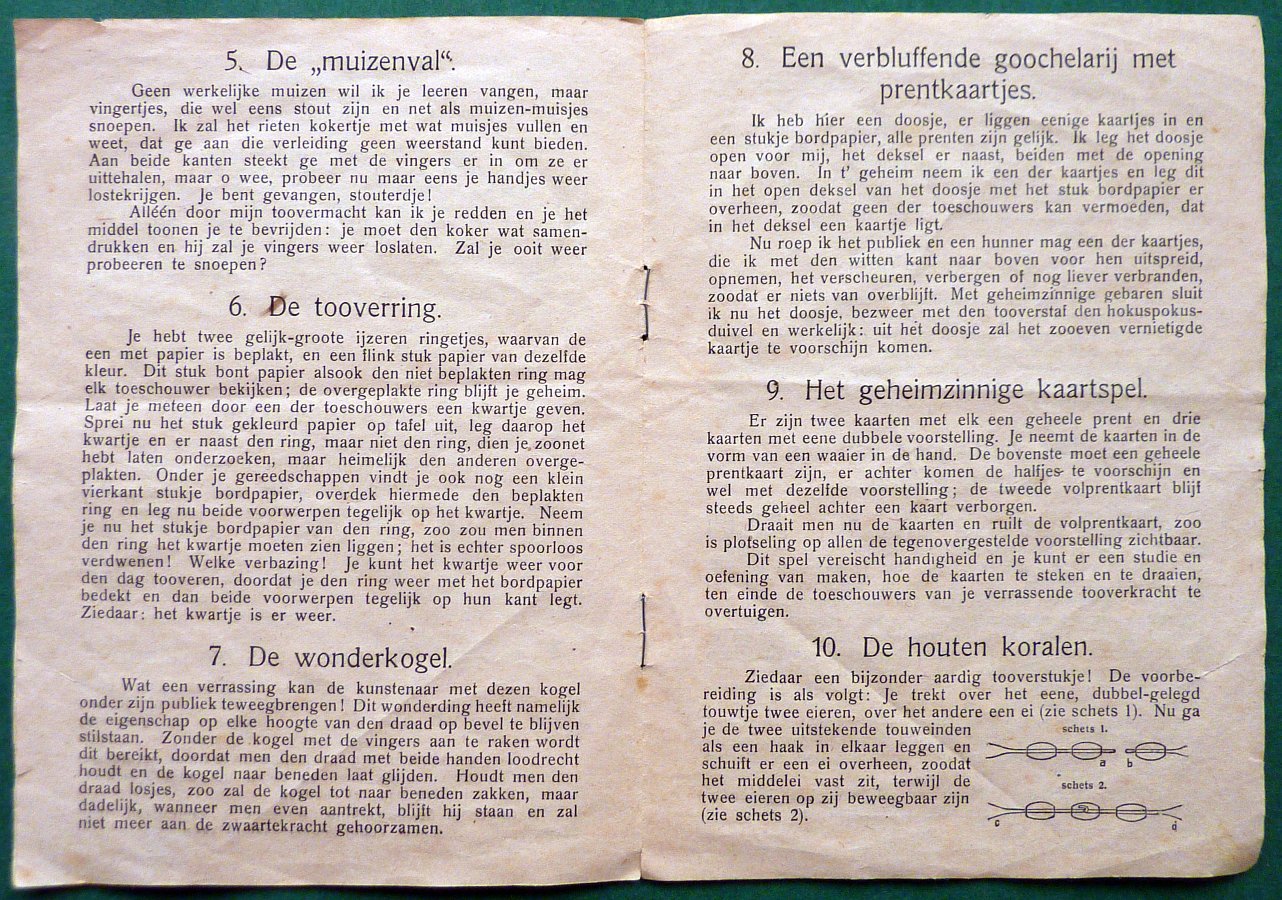 5. De „muizenval“.
Geen werkelijke muizen wil ik je leeren vangen, maar
vingertjes, die wel eens stout zijn en net als muizen-muisjes
snoepen. Ik zal het rieten kokertje met wat muisjes vullen en
weet, dat ge aan die verleiding geen weerstand kunt bieden.
Aan beide kanten steekt ge met de vingers er in om ze er
uittehalen, maar o wee, probeer nu maar eens je handjes weer
lostekrijgen. Je bent gevangen, stouterdje!
Alléén door mijn toovermacht kan ik je redden en je het
middel toonen je te bevrijden: je moet den koker wat samen-
drukken en hij zal je vingers weer loslaten. Zal je ooit weer
probeeren te snoepen?
6. De tooverring.
Je hebt twee gelijk-groote ijzeren ringetjes, waarvan de
een met papier is beplakt, en een flink stuk papier van dezelfde
kleur. Dit stuk bont papier alsook den niet beplakten ring mag
elk toeschouwer bekijken; de overgeplakte ring blijft je geheim.
Laat je meteen door een der toeschouwers een kwartje geven.
Sprei nu het stuk gekleurd papier op tafel uit, leg daarop het
kwartje en er naast den ring, maar niet den ring, dien je zoonet
hebt laten onderzoeken, maar heimelijk den anderen overge-
plakten. Onder je gereedschappen vindt je ook nog een klein
vierkant stukje bordpapier, overdek hiermede den beplakten
ring en leg nu beide voorwerpen tegelijk op het kwartje. Neem
je nu het stukje bordpapier van den ring, zoo zou men binnen
den ring het kwartje moeten zien liggen; het is echter spoorloos
verdwenen! Welke verbazing! Je kunt het kwartje weer voor
den dag tooveren, doordat je den ring weer met het bordpapier
bedekt en dan beide voorwerpen tegelijk op hun kant legt.
Ziedaar: het kwartje is er weer.
7. De wonderkogel.
Wat een verrassing kan de kunstenaar met dezen kogel
onder zijn publiek teweegbrengen! Dit wonderding heeft namelijk
de eigenschap op elke hoogte van den draad op bevel te blijven
stilstaan. Zonder de kogel met de vingers aan te raken wordt
dit bereikt, doordat men den draad met beide handen loodrecht
houdt en de kogel naar beneden laat glijden. Houdt men den
draad losjes, zoo zal de kogel tot naar beneden zakken, maar
dadelijk, wanneer men even aantrekt, blijft hij staan en zal
niet meer aan de zwaartekracht gehoorzamen.
8. Een verbluffende goochelarij met
prentkaartjes.
Ik heb hier een doosje, er liggen eenige kaartjes in en
een stukje bordpapier, alle prenten zijn gelijk. Ik leg het doosje
open voor mij, het deksel er naast, beiden met de opening
naar boven. In t' geheim neem ik een der kaartjes en leg dit
in het open deksel van het doosje met het stuk bordpapier er
overheen, zoodat geen der toeschouwers kan vermoeden, dat
in het deksel een kaartje ligt.
Nu roep ik het publiek en een hunner mag een der kaartjes,
die ik met den witten kant naar boven voor hen uitspreid,
opnemen, het verscheuren, verbergen of nog liever verbranden,
zoodat er niets van overblijft. Met geheimzinnige gebaren sluit
ik nu het doosje, bezweer met den tooverstaf den hokuspokus-
duivel en werkelijk: uit het doosje zal het zooeven vernietigde
kaartje te voorschijn komen.
9. Het geheimzinnige kaartspel.
Er zijn twee kaarten met elk een geheele prent en drie
kaarten met eene dubbele voorstelling. Je neemt de kaarten in de
vorm van een waaier in de hand. De bovenste moet een geheele
prentkaart zijn, er achter komen de halfjes te voorschijn en
wel met dezelfde voorstelling; de tweede volprentkaart blijf
steeds geheel achter een kaart verborgen.
Draait men nu de kaarten en ruilt de volprentkaart, zoo
is plotseling op allen de tegenovergestelde voorstelling zichtbaar.
Dit spel vereischt handigheid en je kunt er een studie en
oefening van maken, hoe de kaarten te steken en te draaien,
ten einde de toeschouwers van je verrassende tooverkracht te
overtuigen.
10. De houten koralen.
Ziedaar een bijzonder aardig tooverstukje! De voorbe-
reiding is als volgt: Je trekt over het eene, dubbel-gelegd
touwtje twee eieren, over het andere een ei (zie schets 1). Nu ga
je de twee uitstekende touweinden
als een haak in elkaar leggen en
schuift er een ei overheen, zoodat
het middelei vast zit, terwijl de
twee eieren op zij beweegbaar zijn
(zie schets 2).
schets 1.
a b
schets 2.
c d